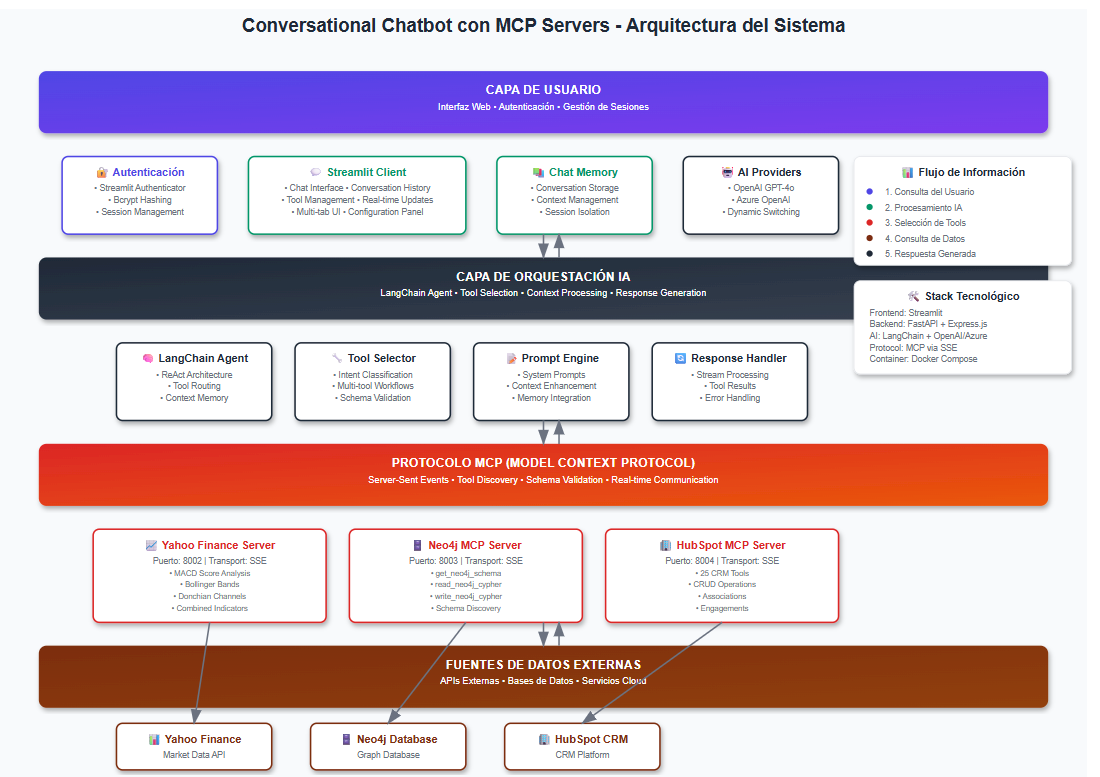 Conversational Chatbot con MCP Servers - Arquitectura del Sistema
CAPA DE USUARIO
Interfaz Web • Autenticación • Gestión de Sesiones
Autenticación
• Streamlit Authenticator
• Bcrypt Hashing
• Session Management
Streamlit Client
• Chat Interface • Conversation History
• Tool Management • Real-time Updates
• Multi-tab UI • Configuration Panel
Chat Memory
• Conversation Storage
• Context Management
• Session Isolation
AI Providers
• OpenAI GPT-4o
• Azure OpenAI
• Dynamic Switching
Flujo de Información
1. Consulta del Usuario
2. Procesamiento IA
3. Selección de Tools
4. Consulta de Datos
5. Respuesta Generada
CAPA DE ORQUESTACIÓN IA
LangChain Agent • Tool Selection • Context Processing • Response Generation
Stack Tecnológico
Frontend: Streamlit
Backend: FastAPI + Express.js
AI: LangChain + OpenAI/Azure
Protocol: MCP via SSE
Container: Docker Compose
LangChain Agent
• ReAct Architecture
• Tool Routing
• Context Memory
Tool Selector
• Intent Classification
• Multi-tool Workflows
• Schema Validation
Prompt Engine
• System Prompts
• Context Enhancement
• Memory Integration
Response Handler
• Stream Processing
• Tool Results
• Error Handling
PROTOCOLO MCP (MODEL CONTEXT PROTOCOL)
Server-Sent Events • Tool Discovery • Schema Validation • Real-time Communication
Yahoo Finance Server
Puerto: 8002 | Transport: SSE
• MACD Score Analysis
• Bollinger Bands
• Donchian Channels
• Combined Indicators
Neo4j MCP Server
Puerto: 8003 | Transport: SSE
• get_neo4j_schema
• read_neo4j_cypher
• write_neo4j_cypher
• Schema Discovery
HubSpot MCP Server
Puerto: 8004 | Transport: SSE
• 25 CRM Tools
• CRUD Operations
• Associations
• Engagements
FUENTES DE DATOS EXTERNAS
APIs Externas • Bases de Datos • Servicios Cloud
Yahoo Finance
Market Data API
Neo4j Database
Graph Database
HubSpot CRM
CRM Platform